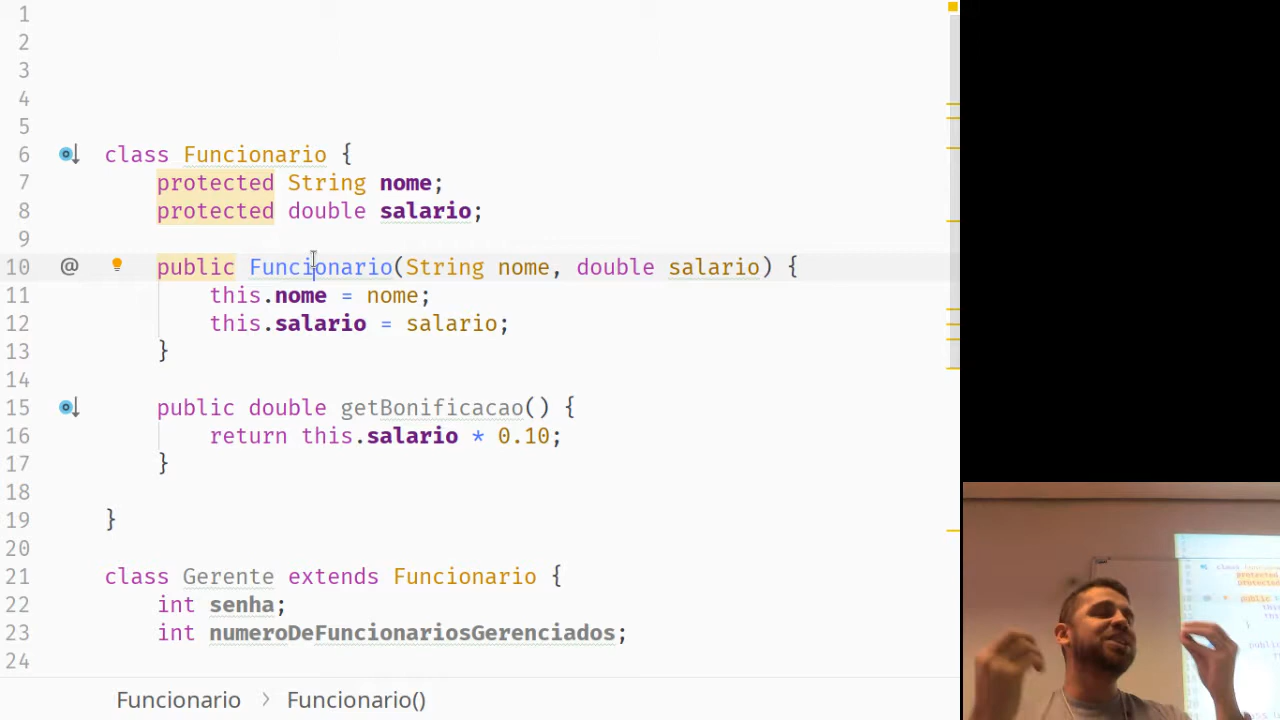 1
2
3
4
5
6 class Funcionario {
7 protected String nome;
8 protected double salario;
9
10 @ public Funcionario(String nome, double salario) {
11 this.nome = nome;
12 this.salario = salario;
13 }
14
15 public double getBonificacao() {
16 return this.salario * 0.10;
17 }
18
19 }
20
21 class Gerente extends Funcionario {
22 int senha;
23 int numeroDeFuncionariosGerenciados;
24
Funcionario > Funcionario()